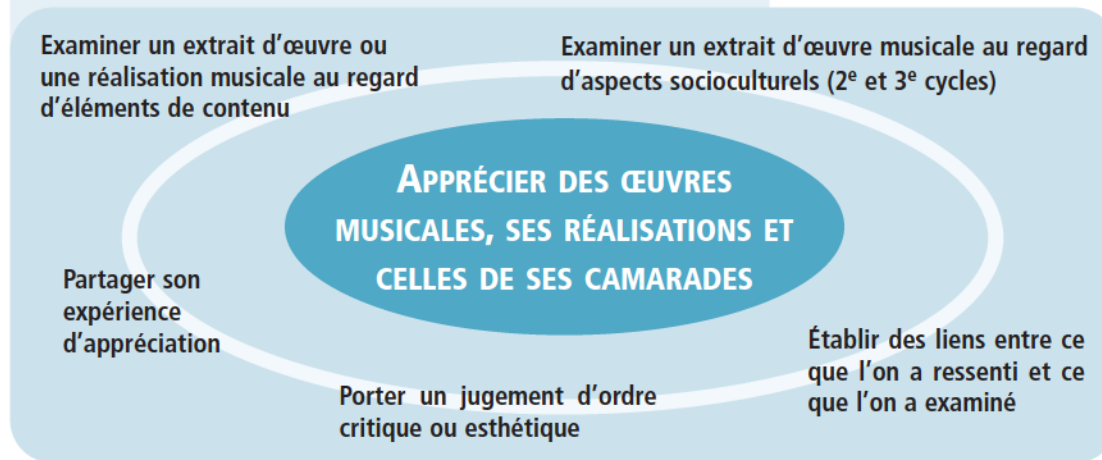 Examiner un extrait d’œuvre ou
une réalisation musicale au regard
d’éléments de contenu
Examiner un extrait d’œuvre musicale au regard
d’aspects socioculturels (2e et 3e cycles)
APPRÉCIER DES ŒUVRES
MUSICALES, SES RÉALISATIONS ET
CELLES DE SES CAMARADES
Partager son
expérience
d’appréciation
Établir des liens entre ce
que l’on a ressenti et ce
que l’on a examiné
Porter un jugement d’ordre
critique ou esthétique